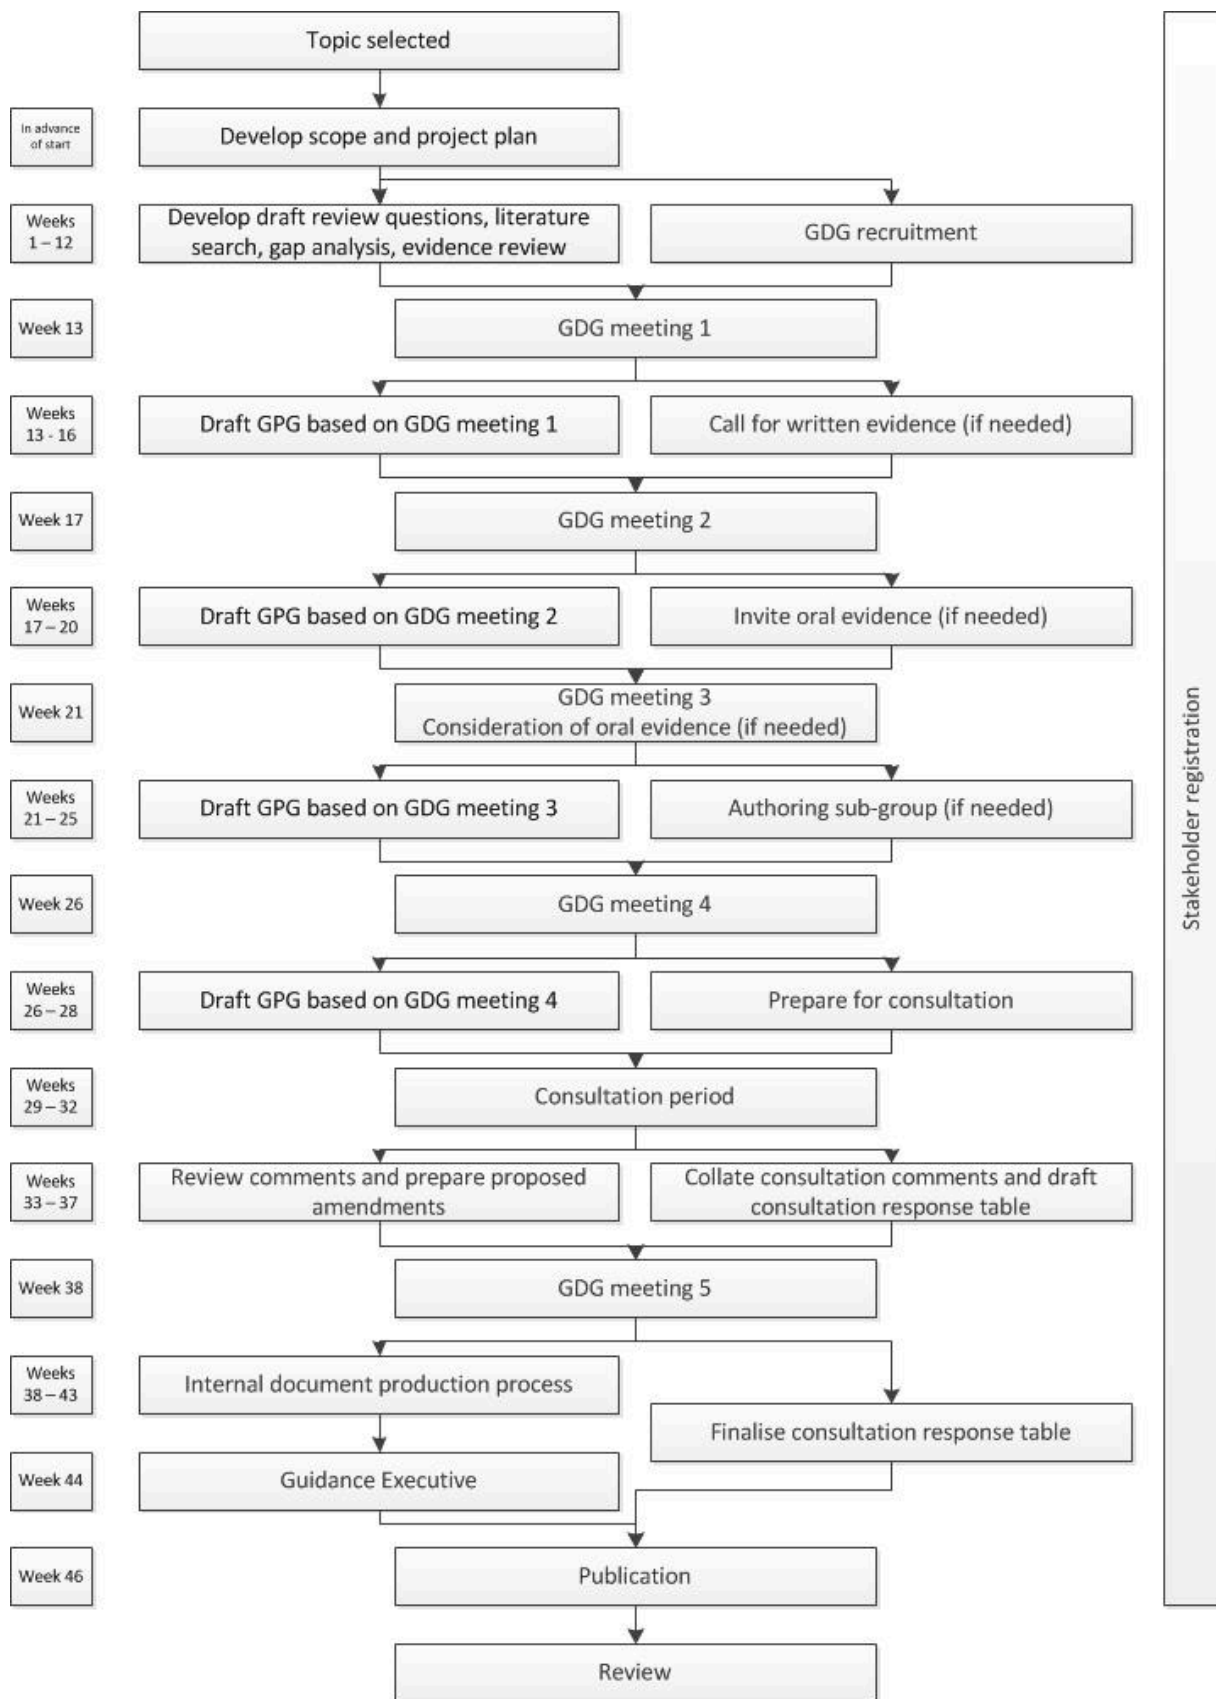 Topic selected
In advance
of start
Develop scope and project plan
Weeks
1 – 12
Develop draft review questions, literature
search, gap analysis, evidence review
GDG recruitment
Week 13
GDG meeting 1
Weeks
13 - 16
Draft GPG based on GDG meeting 1
Call for written evidence (if needed)
Week 17
GDG meeting 2
Weeks
17 – 20
Draft GPG based on GDG meeting 2
Invite oral evidence (if needed)
Week 21
GDG meeting 3
Consideration of oral evidence (if needed)
Weeks
21 – 25
Draft GPG based on GDG meeting 3
Authoring sub-group (if needed)
Week 26
GDG meeting 4
Weeks
26 – 28
Draft GPG based on GDG meeting 4
Prepare for consultation
Weeks
29 – 32
Consultation period
Weeks
33 – 37
Review comments and prepare proposed
amendments
Collate consultation comments and draft
consultation response table
Week 38
GDG meeting 5
Weeks
38 – 43
Internal document production process
Finalise consultation response table
Week 44
Guidance Executive
Week 46
Publication
Review
Stakeholder registration